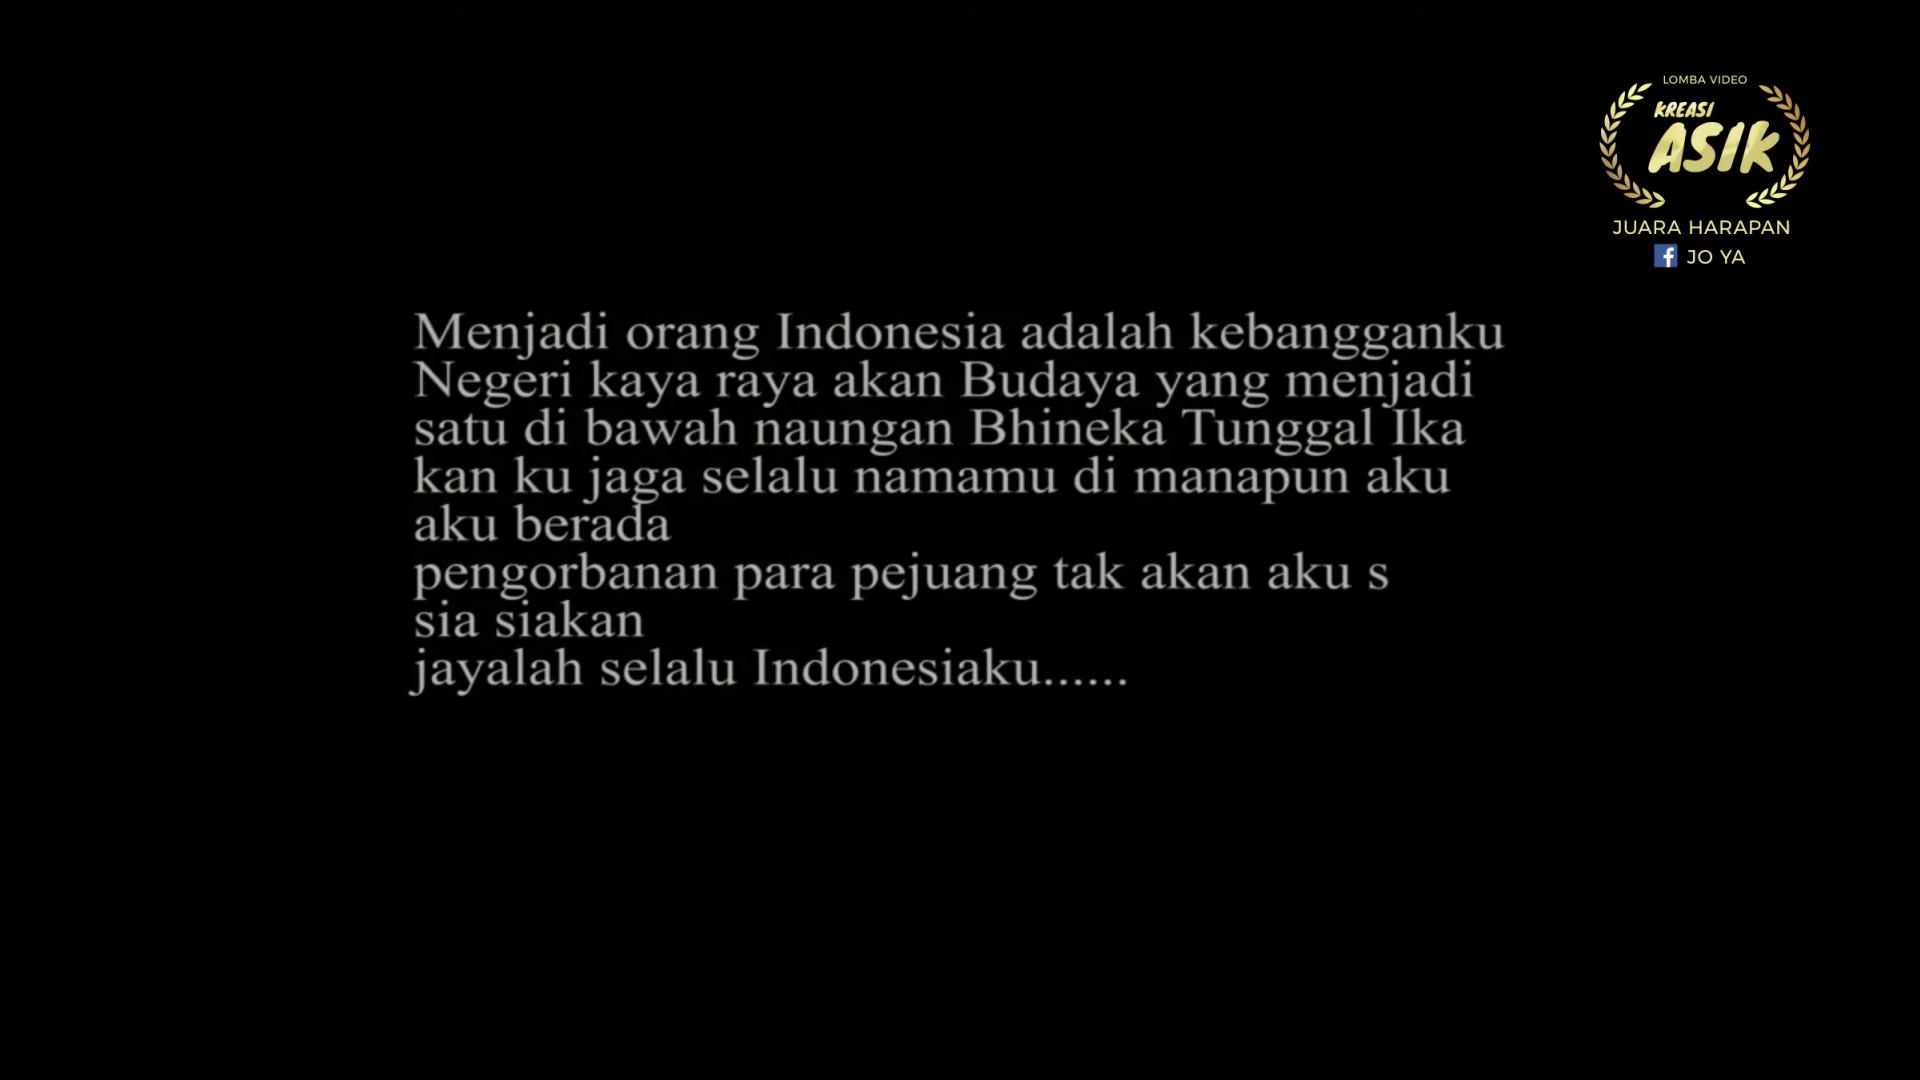 LOMBA VIDEO
KREASI
ASIK
JUARA HARAPAN
JO YA
Menjadi orang Indonesia adalah kebangganku
Negeri kaya raya akan Budaya yang menjadi
satu di bawah naungan Bhineka Tunggal Ika
kan ku jaga selalu namamu di manapun aku
aku berada
pengorbanan para pejuang tak akan aku s
sia siakan
jayalah selalu Indonesiaku......